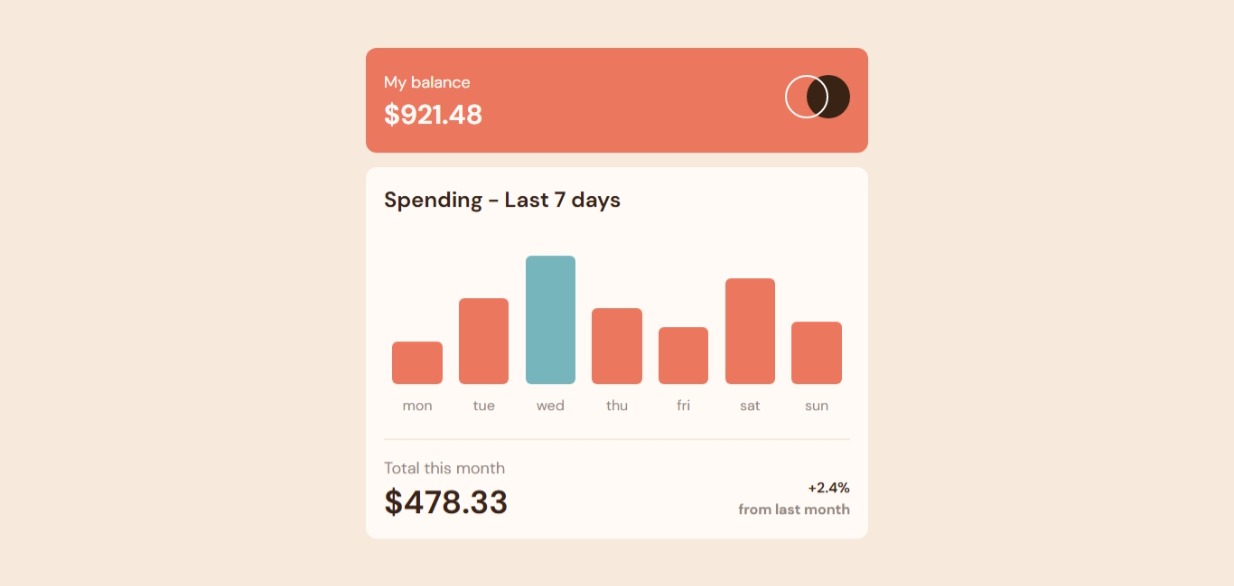 My balance
$921.48
Spending - Last 7 days
mon tue wed thu fri sat sun
Total this month
$478.33
+2.4%
from last month